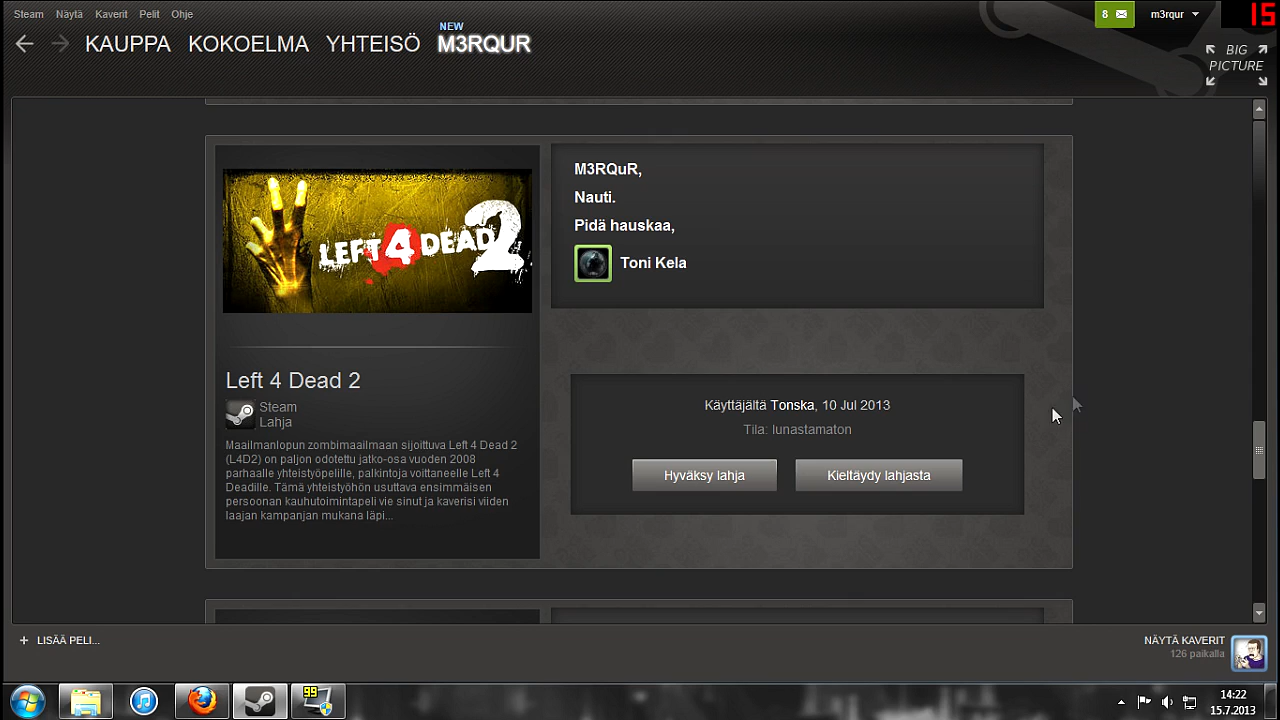 Steam Näytä Kaverit Pelit Ohje
8
m3rqur
15
NEW
KAUPPA KOKOELMA YHTEISÖ M3RQUR
BIG
PICTURE
LEFT 4 DEAD 2
M3RQuR,
Nauti.
Pidä hauskaa,
Toni Kela
Left 4 Dead 2
Steam
Lahja
Maailmanlopun zombimaailmaan sijoittuva Left 4 Dead 2
(L4D2) on paljon odotettu jatko-osa vuoden 2008
parhaalle yhteistyöpelille, palkintoja voittaneelle Left 4
Deadille. Tämä yhteistyöhön usuttava ensimmäisen
persoonan kauhutoimintapeli vie sinut ja kaverisi viiden
laajan kampanjan mukana läpi...
Käyttäjältä Tonska, 10 Jul 2013
Tila: lunastamaton
Hyväksy lahja
Kieltäydy lahjasta
+ LISÄÄ PELI...
NÄYTÄ KAVERIT
126 paikalla
99
14:22
15.7.2013